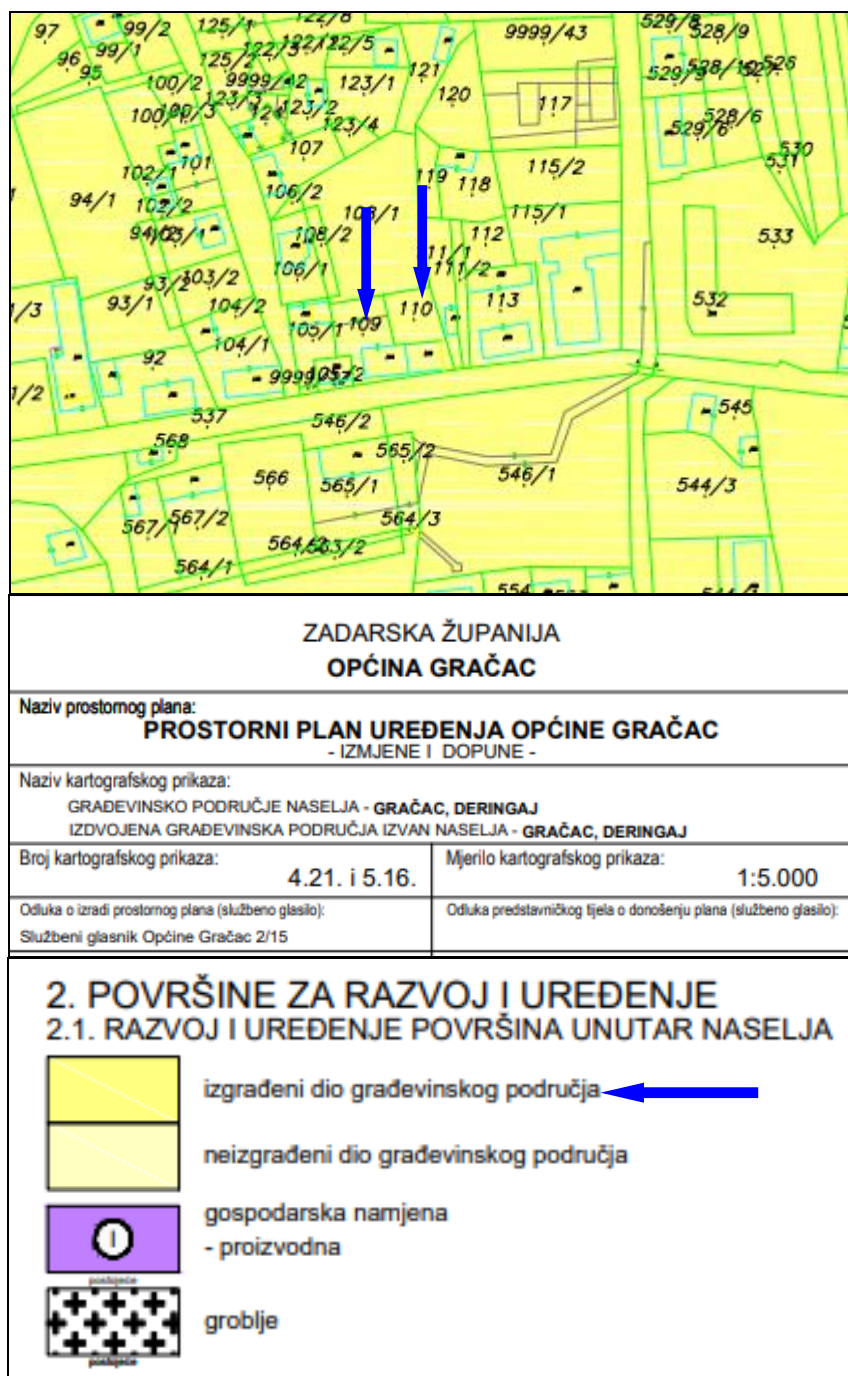 97 99/2 125/1 122/8 9999/43 529/8 528/9
96 99/1 125/2 122/5 121 526
95 100/2 9999/42 123/1 120 529/9
123/2 117 528/6
123/4 529/6
107 530
101 119 115/2 531
102/1 118
94/1 102/2 106/2 115/1
108/2 112 533
111/1
93/2 103/2 106/1 111/2
93/1 104/2 110 113 532
105/1 109
104/1
92
537 546/2 545
568 565/2
566 565/1 546/1 544/3
567/1 567/2 564/3
563/2
564/1
554
ZADARSKA ŽUPANIJA
OPĆINA GRAČAC
Naziv prostornog plana:
PROSTORNI PLAN UREĐENJA OPĆINE GRAČAC
- IZMJENE I DOPUNE -
Naziv kartografskog prikaza:
GRAĐEVINSKO PODRUČJE NASELJA - GRAČAC, DERINGAJ
IZDVOJENA GRAĐEVINSKA PODRUČJA IZVAN NASELJA - GRAČAC, DERINGAJ
Broj kartografskog prikaza:
4.21. i 5.16.
Mjerilo kartografskog prikaza:
1:5.000
Odluka o izradi prostornog plana (službeno glasilo):
Službeni glasnik Općine Gračac 2/15
Odluka predstavničkog tijela o donošenju plana (službeno glasilo):
2. POVRŠINE ZA RAZVOJ I UREĐENJE
2.1. RAZVOJ I UREĐENJE POVRŠINA UNUTAR NASELJA
izgrađeni dio građevinskog područja
neizgrađeni dio građevinskog područja
I
gospodarska namjena
- proizvodna
postojeće
groblje
postojeće